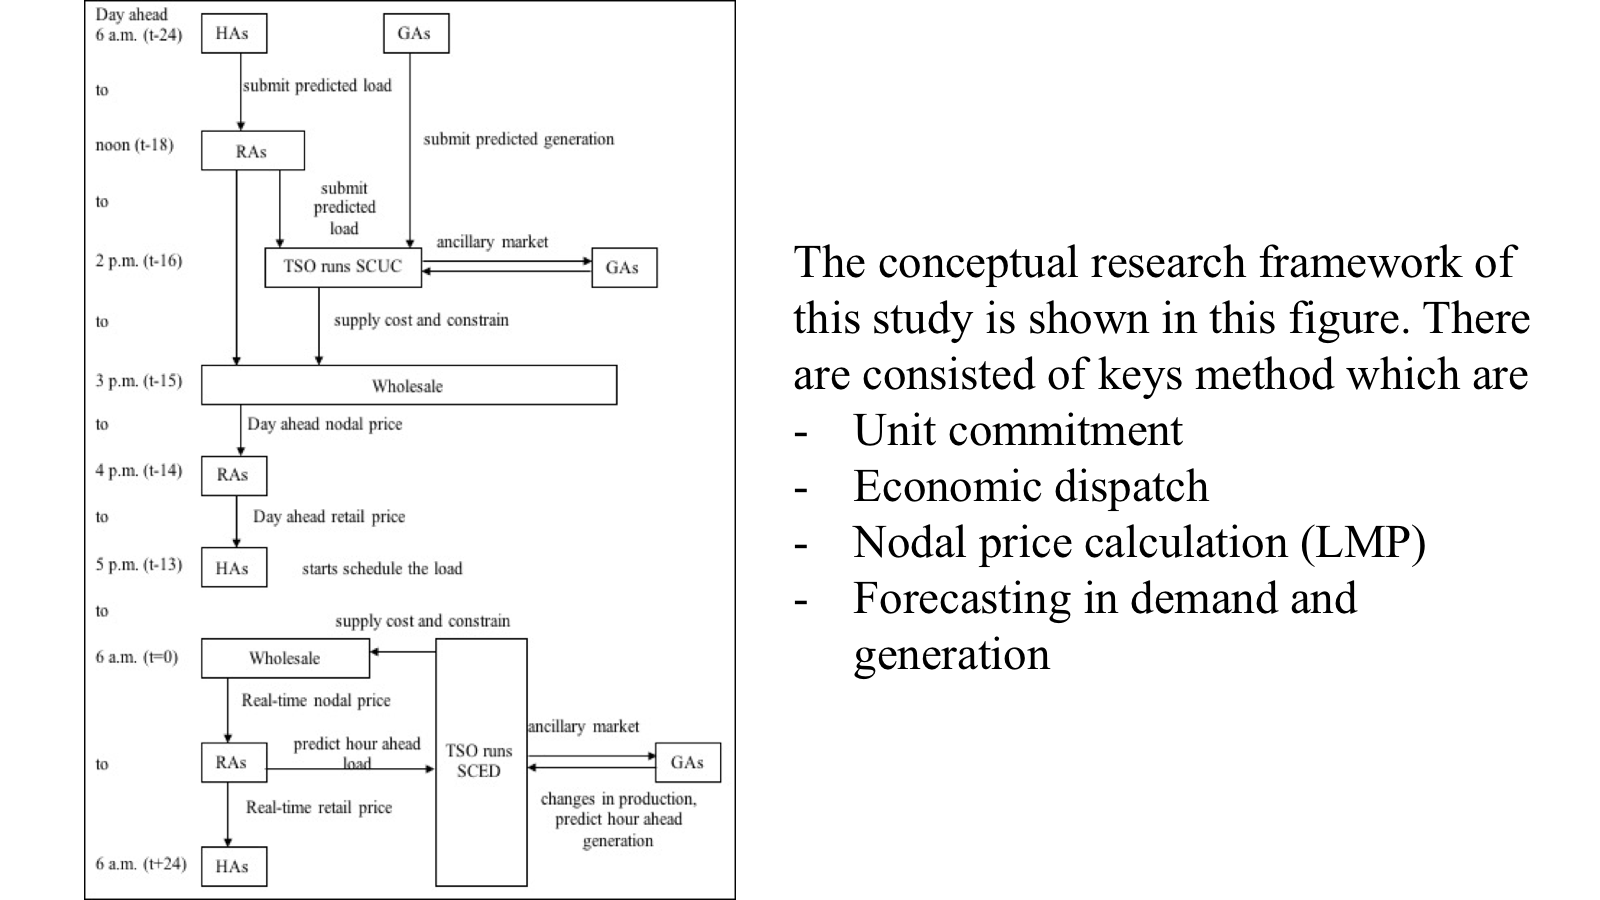 Day ahead
6 a.m. (t-24)
HAs
GAs
to
submit predicted load
submit predicted generation
noon (t-18)
RAs
to
submit
predicted
load
2 p.m. (t-16)
TSO runs SCUC
ancillary market
GAs
to
supply cost and constrain
3 p.m. (t-15)
Wholesale
to
Day ahead nodal price
4 p.m. (t-14)
RAs
to
Day ahead retail price
5 p.m. (t-13)
HAs
starts schedule the load
to
supply cost and constrain
6 a.m. (t=0)
Wholesale
Real-time nodal price
to
RAs
predict hour ahead
load
TSO runs
SCED
ancillary market
GAs
changes in production,
predict hour ahead
generation
Real-time retail price
6 a.m. (t+24)
HAs
The conceptual research framework of
this study is shown in this figure. There
are consisted of keys method which are
- Unit commitment
- Economic dispatch
- Nodal price calculation (LMP)
- Forecasting in demand and
generation